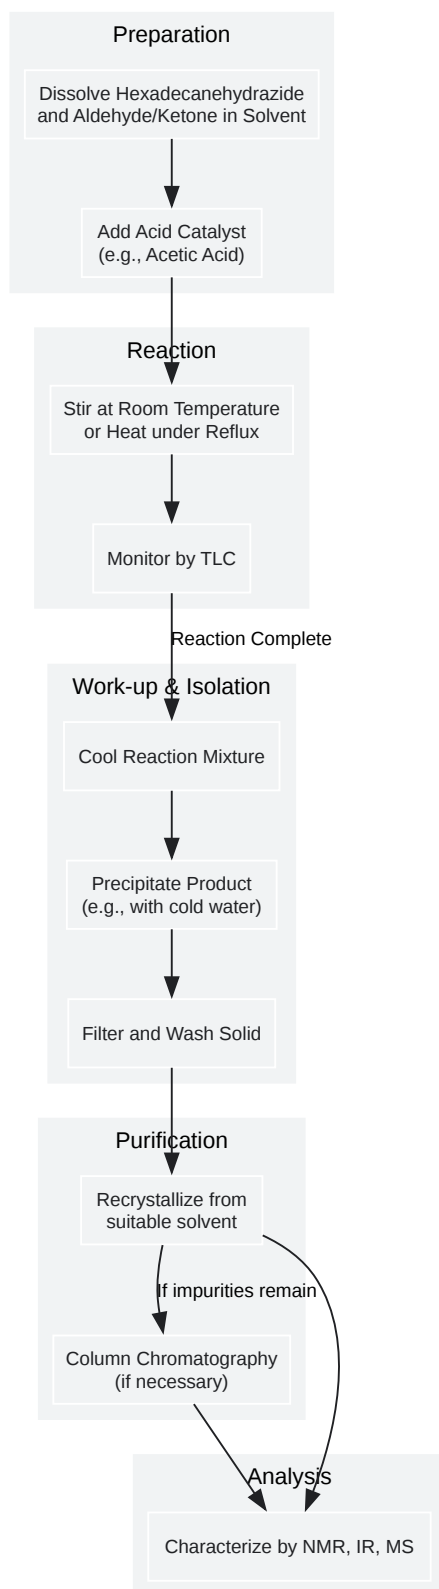 Preparation
Dissolve Hexadecanehydrazide
and Aldehyde/Ketone in Solvent
Add Acid Catalyst
(e.g., Acetic Acid)
Reaction
Stir at Room Temperature
or Heat under Reflux
Monitor by TLC
Reaction Complete
Work-up & Isolation
Cool Reaction Mixture
Precipitate Product
(e.g., with cold water)
Filter and Wash Solid
Purification
Recrystallize from
suitable solvent
If impurities remain
Column Chromatography
(if necessary)
Analysis
Characterize by NMR, IR, MS